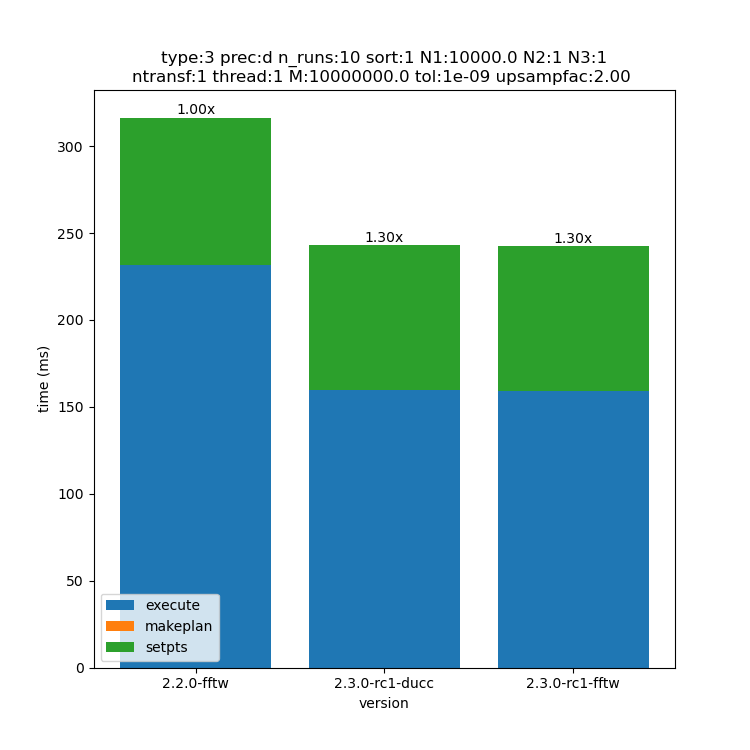 type:3 prec:d n_runs:10 sort:1 N1:10000.0 N2:1 N3:1
ntransf:1 thread:1 M:10000000.0 tol:1e-09 upsampfac:2.00
1.00x
1.30x
1.30x
300
250
200
150
100
50
0
time (ms)
execute
makeplan
setpts
2.2.0-fftw
2.3.0-rc1-ducc
2.3.0-rc1-fftw
version